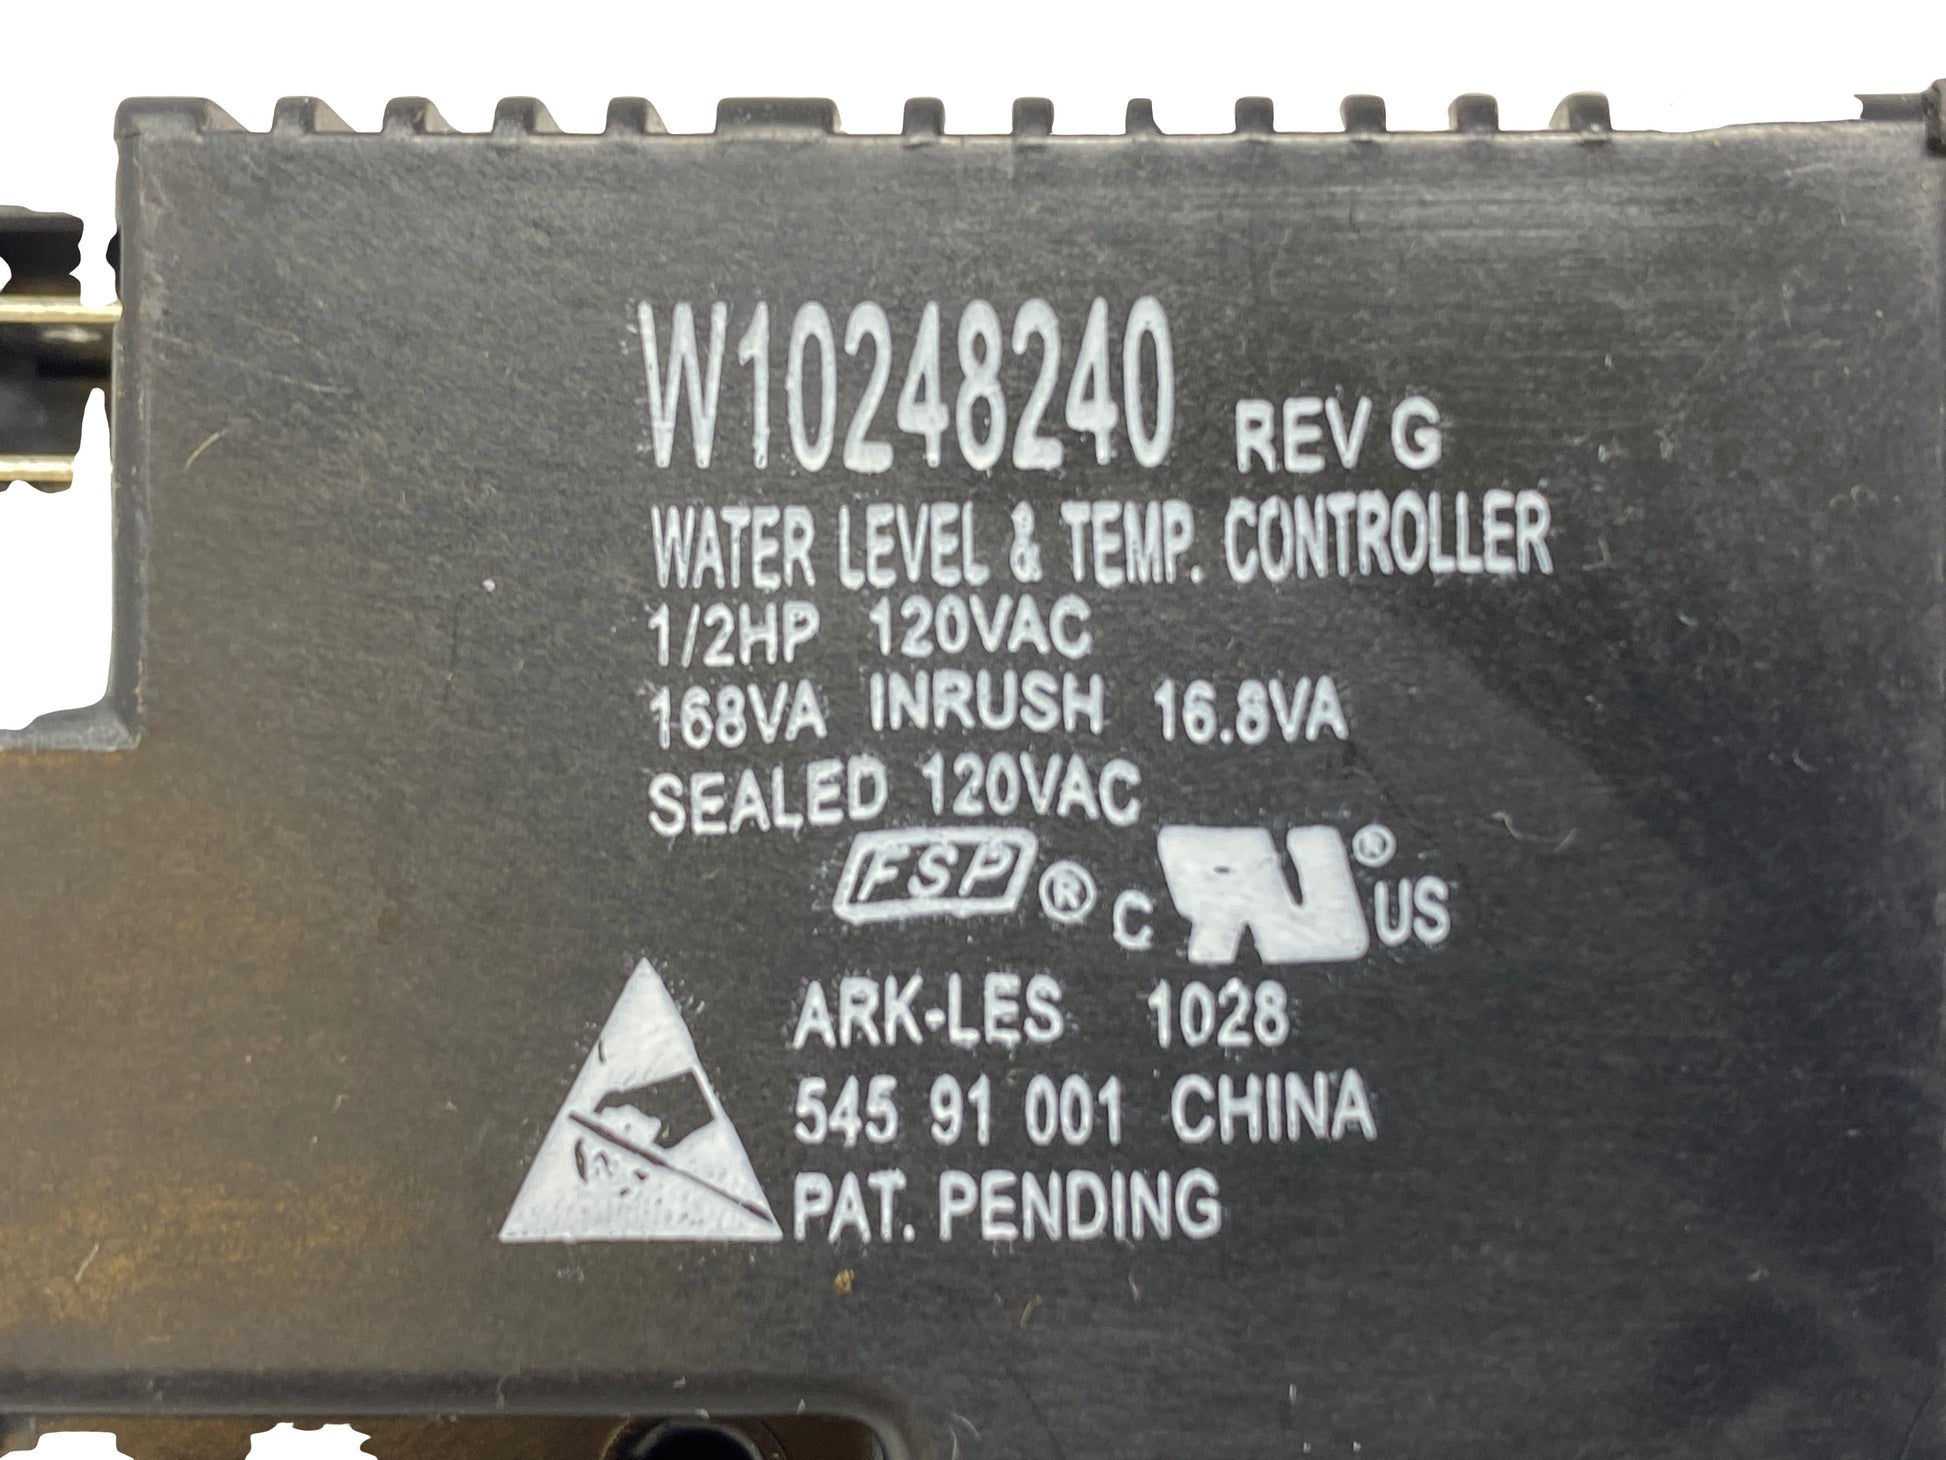 W10248240 REV G
WATER LEVEL & TEMP. CONTROLLER
1/2HP 120VAC
168VA INRUSH 16.8VA
SEALED 120VAC
FSP ® C RU ® US
ARK-LES 1028
545 91 001 CHINA
PAT. PENDING